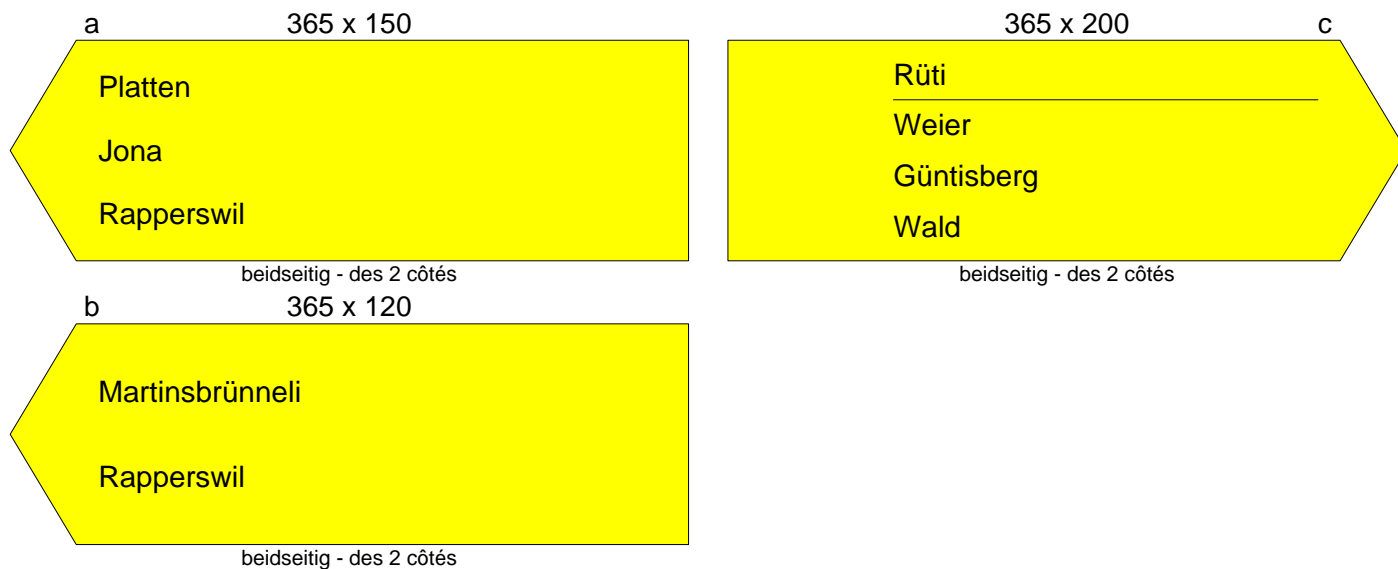 a 365 x 150
Platten
Jona
Rapperswil
beidseitig - des 2 côtés
365 x 200 c
Rüti
Weier
Güntisberg
Wald
beidseitig - des 2 côtés
b 365 x 120
Martinsbrünneli
Rapperswil
beidseitig - des 2 côtés